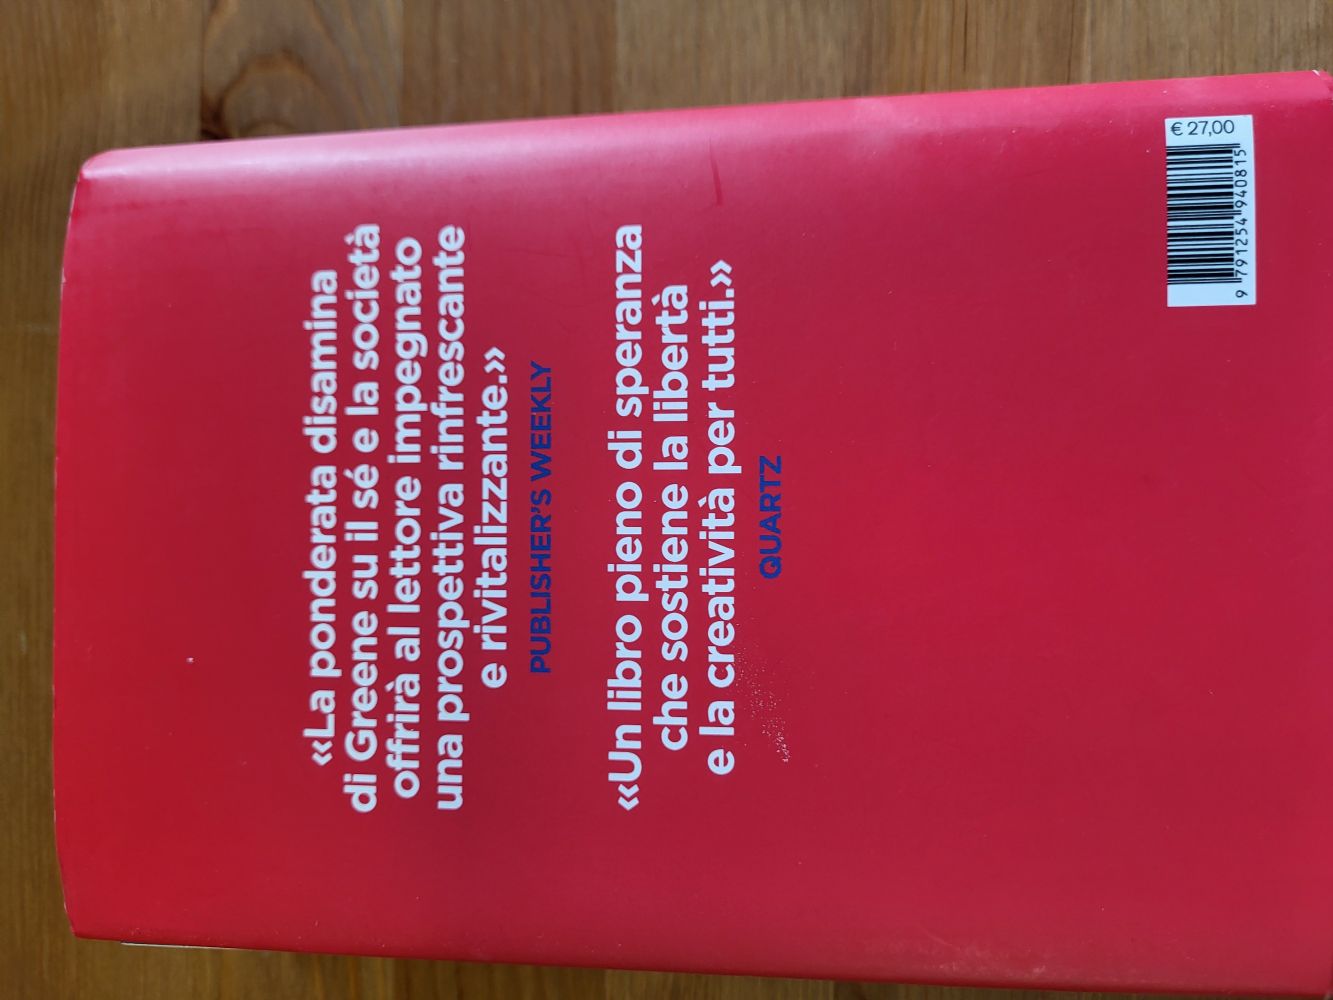 «La ponderata disamina
di Greene su il sé e la società
offrirà al lettore impegnato
una prospettiva rinfrescante
e rivitalizzante.»
PUBLISHER'S WEEKLY
«Un libro pieno di speranza
che sostiene la libertà
e la creatività per tutti.»
QUARTZ
€ 27,00
9 791254 940815